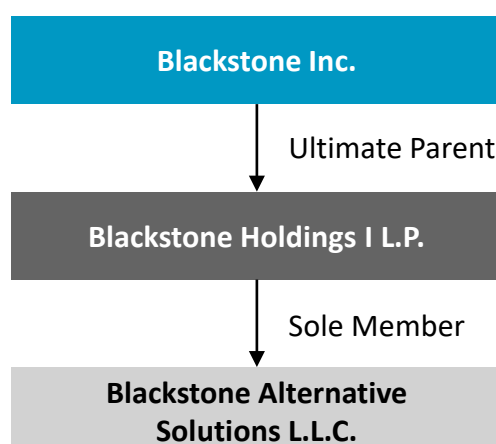 Blackstone Inc.
Ultimate Parent
Blackstone Holdings I L.P.
Sole Member
Blackstone Alternative
Solutions L.L.C.